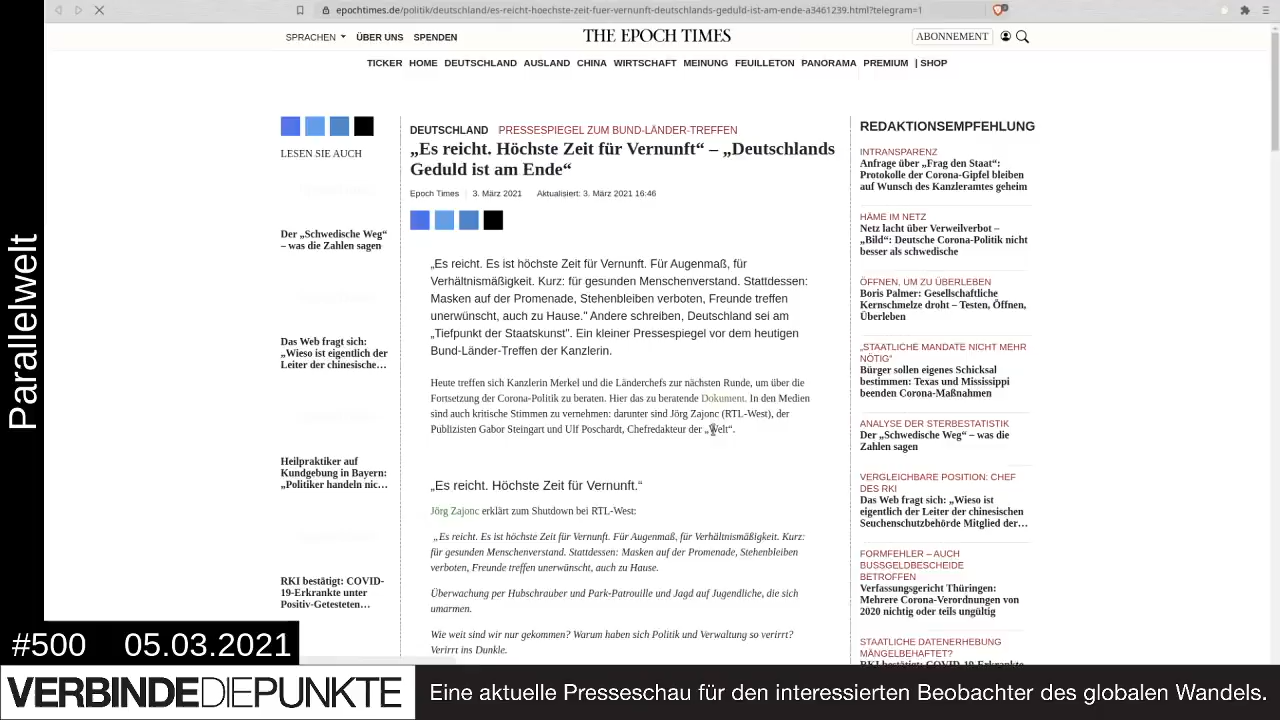 epochtimes.de/politik/deutschland/es-reicht-hoechste-zeit-fuer-vernunft-deutschlands-geduld-ist-am-ende-a3461239.html?telegram=1
SPRACHEN ÜBER UNS SPENDEN
THE EPOCH TIMES
ABONNEMENT
TICKER HOME DEUTSCHLAND AUSLAND CHINA WIRTSCHAFT MEINUNG FEUILLETON PANORAMA PREMIUM | SHOP
LESEN SIE AUCH
Der „Schwedische Weg“
– was die Zahlen sagen
Das Web fragt sich:
„Wieso ist eigentlich der
Leiter der chinesische…
Heilpraktiker auf
Kundgebung in Bayern:
„Politiker handeln nic…
RKI bestätigt: COVID-
19-Erkrankte unter
Positiv-Getesteten…
DEUTSCHLAND PRESSESPIEGEL ZUM BUND-LÄNDER-TREFFEN
„Es reicht. Höchste Zeit für Vernunft“ – „Deutschlands
Geduld ist am Ende“
Epoch Times 3. März 2021 Aktualisiert: 3. März 2021 16:46
„Es reicht. Es ist höchste Zeit für Vernunft. Für Augenmaß, für
Verhältnismäßigkeit. Kurz: für gesunden Menschenverstand. Stattdessen:
Masken auf der Promenade, Stehenbleiben verboten, Freunde treffen
unerwünscht, auch zu Hause." Andere schreiben, Deutschland sei am
„Tiefpunkt der Staatskunst". Ein kleiner Pressespiegel vor dem heutigen
Bund-Länder-Treffen der Kanzlerin.
Heute treffen sich Kanzlerin Merkel und die Länderchefs zur nächsten Runde, um über die
Fortsetzung der Corona-Politik zu beraten. Hier das zu beratende Dokument. In den Medien
sind auch kritische Stimmen zu vernehmen: darunter sind Jörg Zajonc (RTL-West), der
Publizisten Gabor Steingart und Ulf Poschardt, Chefredakteur der „Welt“.
„Es reicht. Höchste Zeit für Vernunft.“
Jörg Zajonc erklärt zum Shutdown bei RTL-West:
„Es reicht. Es ist höchste Zeit für Vernunft. Für Augenmaß, für Verhältnismäßigkeit. Kurz:
für gesunden Menschenverstand. Stattdessen: Masken auf der Promenade, Stehenbleiben
verboten, Freunde treffen unerwünscht, auch zu Hause.
Überwachung per Hubschrauber und Park-Patrouille und Jagd auf Jugendliche, die sich
umarmen.
Wie weit sind wir nur gekommen? Warum haben sich Politik und Verwaltung so verirrt?
Verirrt ins Dunkle.
REDAKTIONSEMPFEHLUNG
INTRANSPARENZ
Anfrage über „Frag den Staat“:
Protokolle der Corona-Gipfel bleiben
auf Wunsch des Kanzleramtes geheim
HÄME IM NETZ
Netz lacht über Verweilverbot –
„Bild“: Deutsche Corona-Politik nicht
besser als schwedische
ÖFFNEN, UM ZU ÜBERLEBEN
Boris Palmer: Gesellschaftliche
Kernschmelze droht – Testen, Öffnen,
Überleben
„STAATLICHE MANDATE NICHT MEHR
NÖTIG“
Bürger sollen eigenes Schicksal
bestimmen: Texas und Mississippi
beenden Corona-Maßnahmen
ANALYSE DER STERBESTATISTIK
Der „Schwedische Weg“ – was die
Zahlen sagen
VERGLEICHBARE POSITION: CHEF
DES RKI
Das Web fragt sich: „Wieso ist
eigentlich der Leiter der chinesischen
Seuchenschutzbehörde Mitglied der…
FORMFEHLER – AUCH
BUSSGELDBESCHEIDE
BETROFFEN
Verfassungsgericht Thüringen:
Mehrere Corona-Verordnungen von
2020 nichtig oder teils ungültig
STAATLICHE DATENERHEBUNG
MÄNGELBEHAFTET?
RKI bestätigt: COVID-19-Erkrankte
Parallelwelt
#500 05.03.2021
VERBINDEDIEPUNKTE
Eine aktuelle Presseschau für den interessierten Beobachter des globalen Wandels.